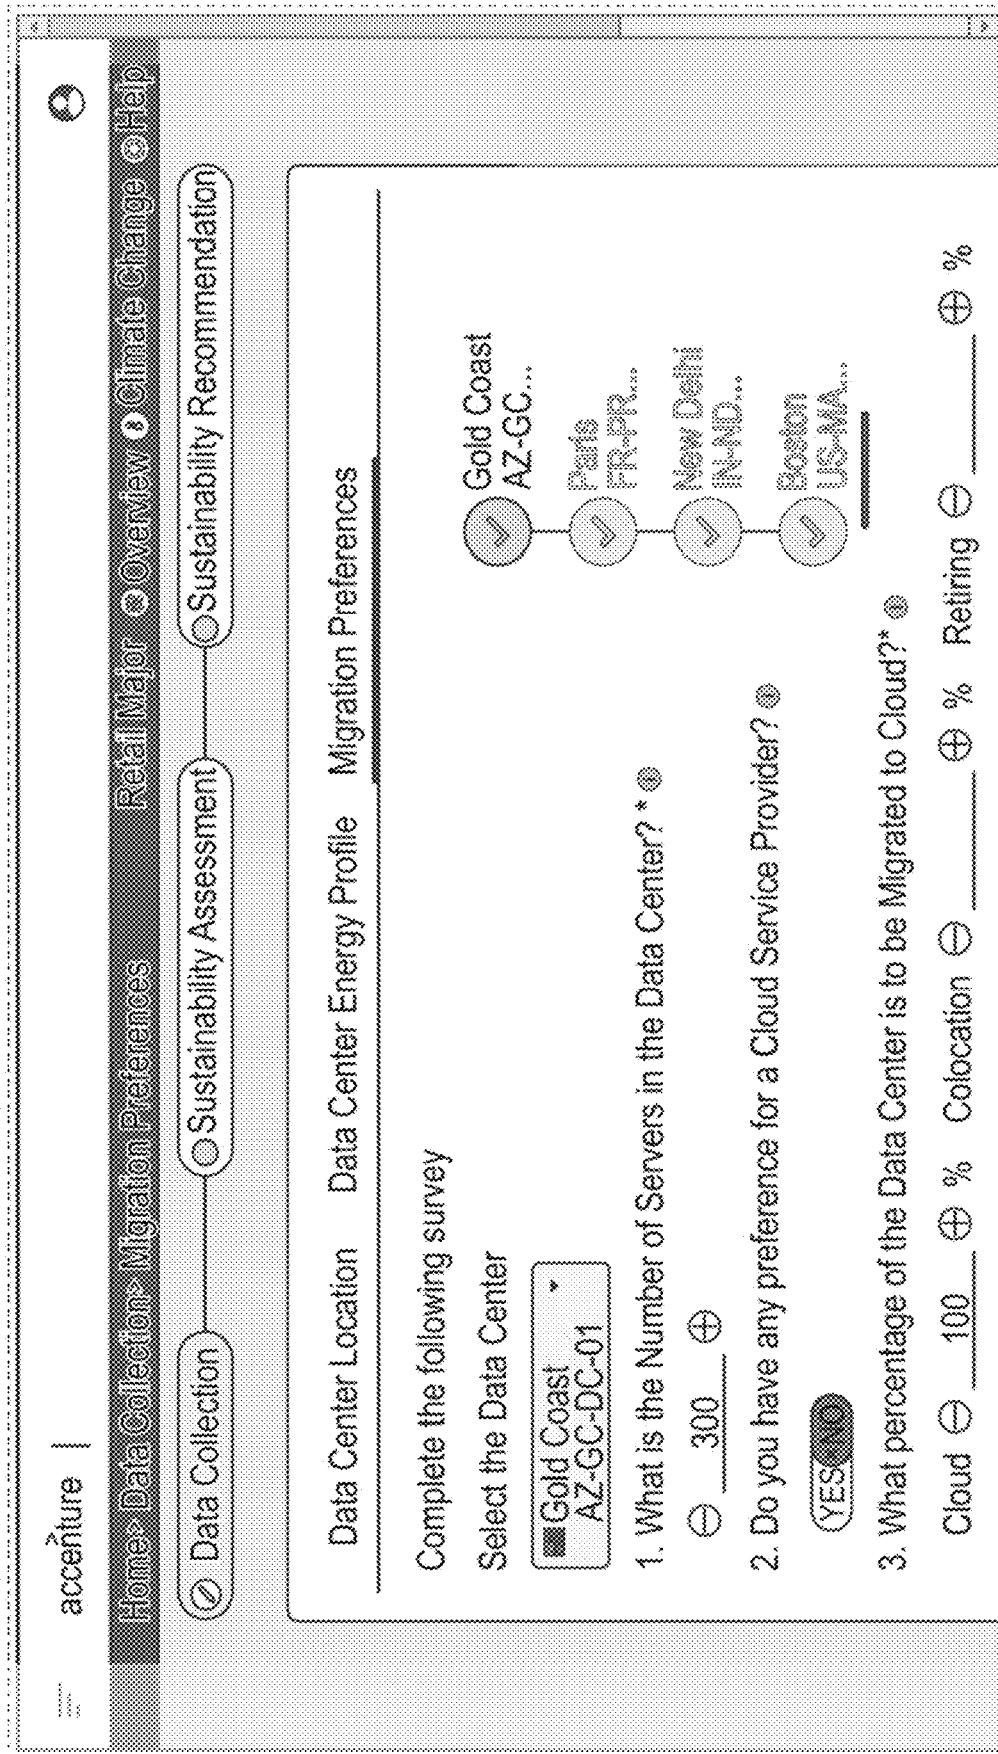 accenture
Home> Data Collection> Migration Preferences Retail Major Overview Climate Change Help
Data Collection Sustainability Assessment Sustainability Recommendation
Data Center Location Data Center Energy Profile Migration Preferences
Complete the following survey
Select the Data Center
Gold Coast
AZ-GC-DC-01
Gold Coast
AZ-GC...
Paris
FR-PR...
New Delhi
IN-ND...
Boston
US-MA...
1. What is the Number of Servers in the Data Center? *
300
2. Do you have any preference for a Cloud Service Provider?
YES NO
3. What percentage of the Data Center is to be Migrated to Cloud?*
Cloud 100 % Colocation % Retiring %